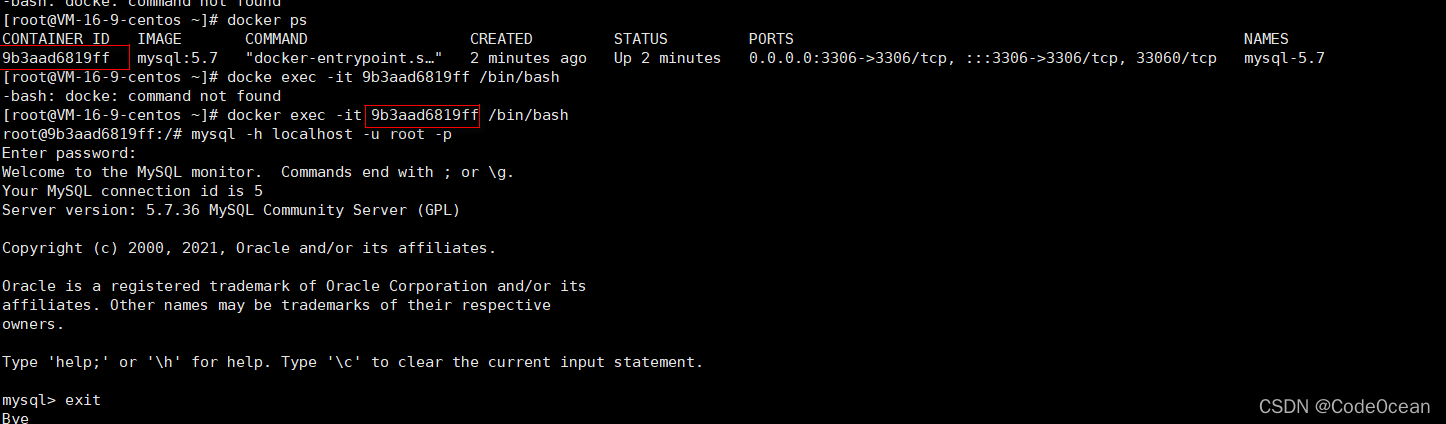 -bash: docke: command not found
[root@VM-16-9-centos ~]# docker ps
CONTAINER ID   IMAGE       COMMAND                  CREATED         STATUS         PORTS                                                  NAMES
9b3aad6819ff   mysql:5.7   "docker-entrypoint.s…"   2 minutes ago   Up 2 minutes   0.0.0.0:3306->3306/tcp, :::3306->3306/tcp, 33060/tcp   mysql-5.7
[root@VM-16-9-centos ~]# docke exec -it 9b3aad6819ff /bin/bash
-bash: docke: command not found
[root@VM-16-9-centos ~]# docker exec -it 9b3aad6819ff /bin/bash
root@9b3aad6819ff:/# mysql -h localhost -u root -p
Enter password:
Welcome to the MySQL monitor.  Commands end with ; or \g.
Your MySQL connection id is 5
Server version: 5.7.36 MySQL Community Server (GPL)
Copyright (c) 2000, 2021, Oracle and/or its affiliates.
Oracle is a registered trademark of Oracle Corporation and/or its
affiliates. Other names may be trademarks of their respective
owners.
Type 'help;' or '\h' for help. Type '\c' to clear the current input statement.
mysql> exit
Bye
CSDN @CodeOcean